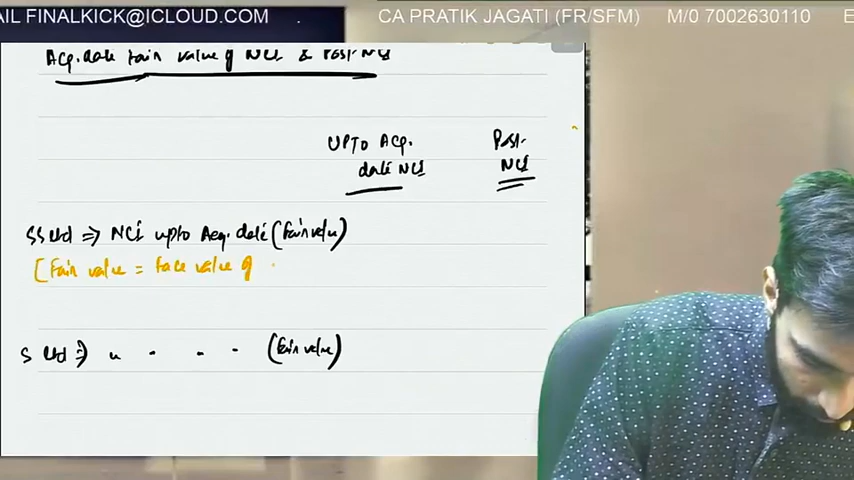 AIL FINALKICK@ICLOUD.COM . CA PRATIK JAGATI (FR/SFM) M/0 7002630110 E
Acq. date Fair value of NCI & Post-NCI
UPTO Acq. date NCI
Post- NCI
SS Ltd ⇒ NCI upto Acq. date (Fair value)
[Fair value = face value of
S Ltd ⇒ " " " " (Fair value)